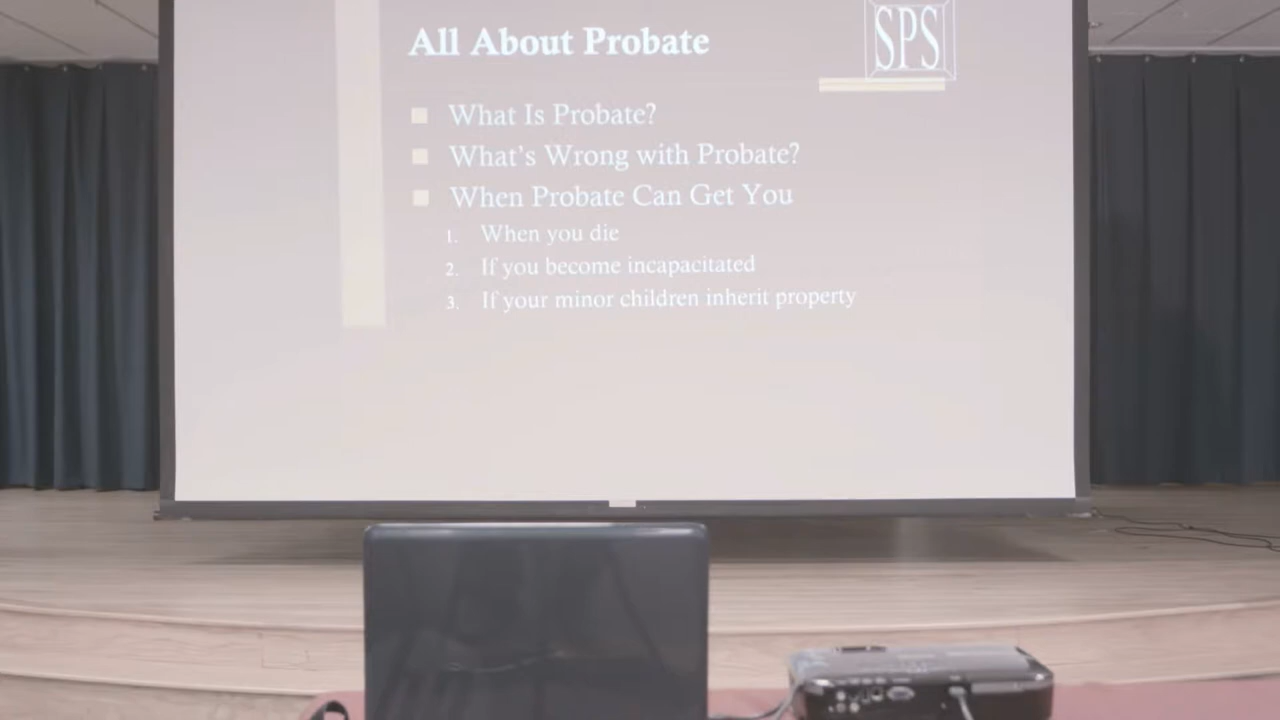 All About Probate
SPS
What Is Probate?
What's Wrong with Probate?
When Probate Can Get You
1. When you die
2. If you become incapacitated
3. If your minor children inherit property